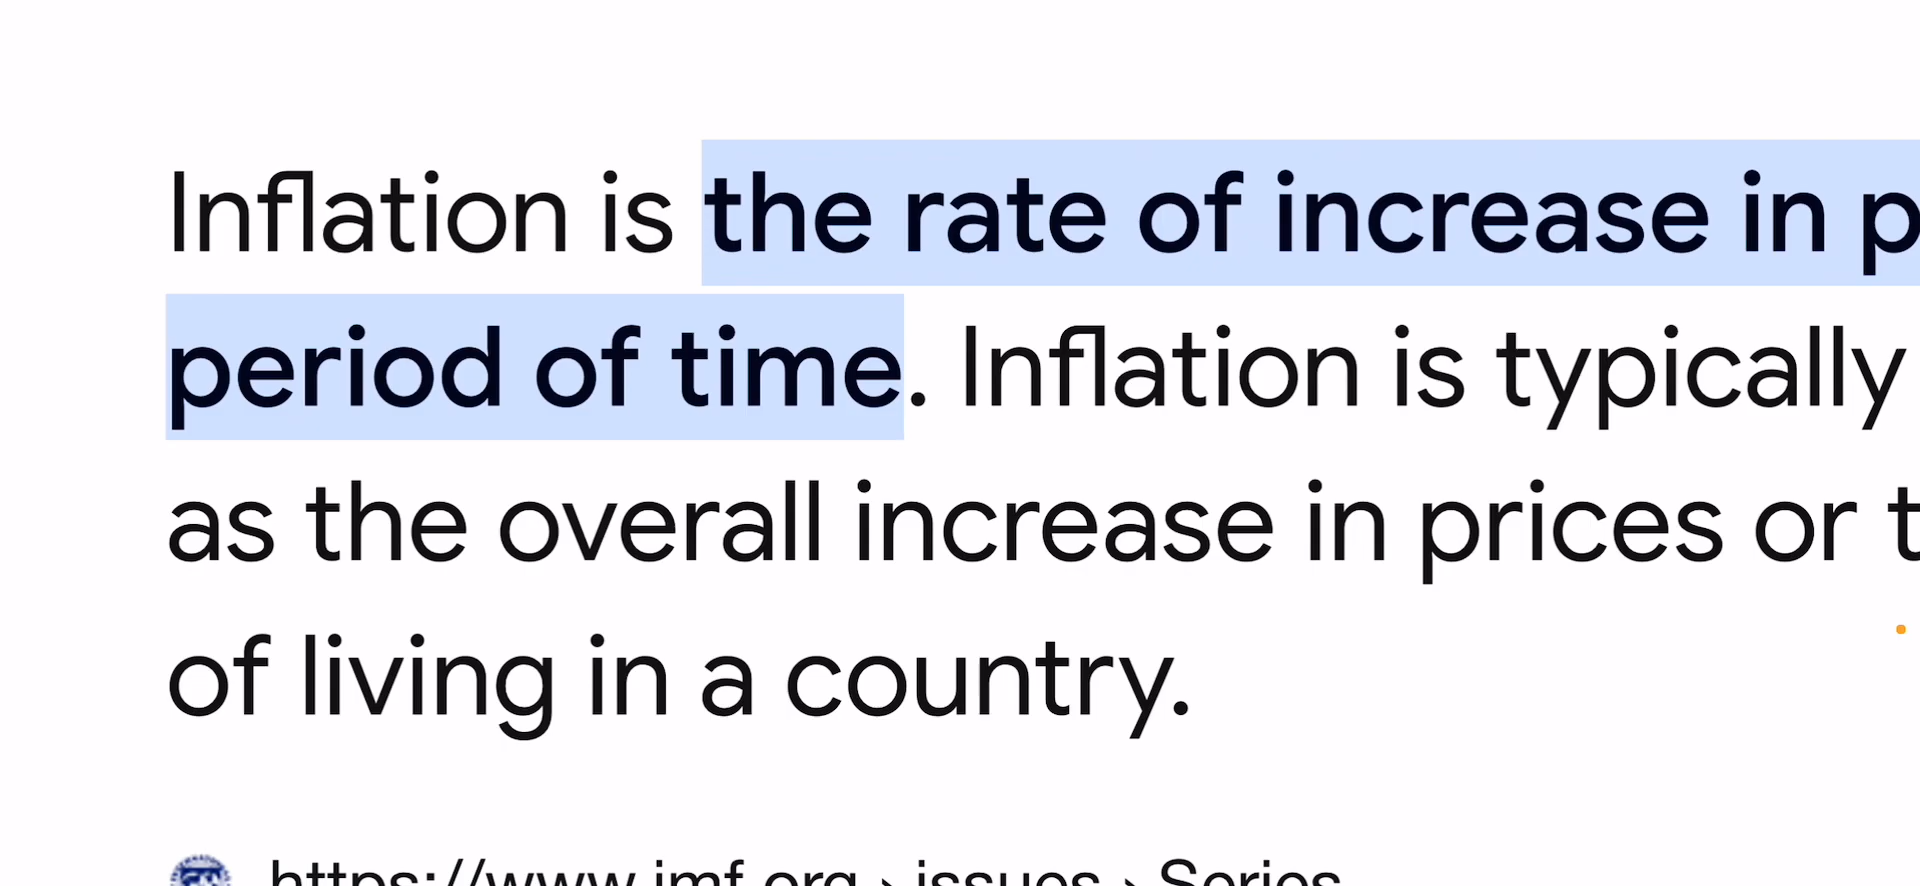 Inflation is the rate of increase in p
period of time. Inflation is typically
as the overall increase in prices or t
of living in a country.
https://www.imf.org › issues › Series